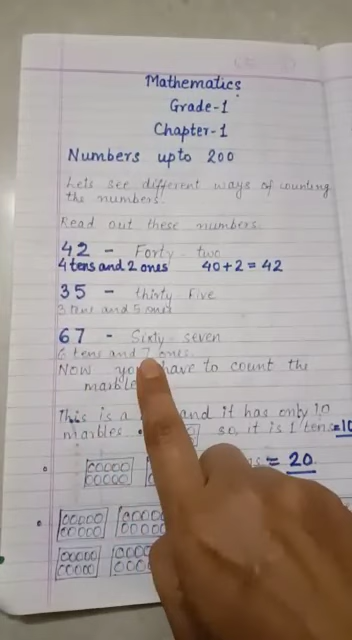 Mathematics
Grade-1
Chapter-1
Numbers upto 200
Lets see different ways of counting
the numbers.
Read out these numbers.
42 - Forty-two
4 tens and 2 ones 40+2=42
35 - thirty Five
3 tens and 5 ones
67 - Sixty-seven
6 tens and 7 ones.
Now you have to count the
This is a and it has only 10
marbles. so, it is 1 ten=10
= 20